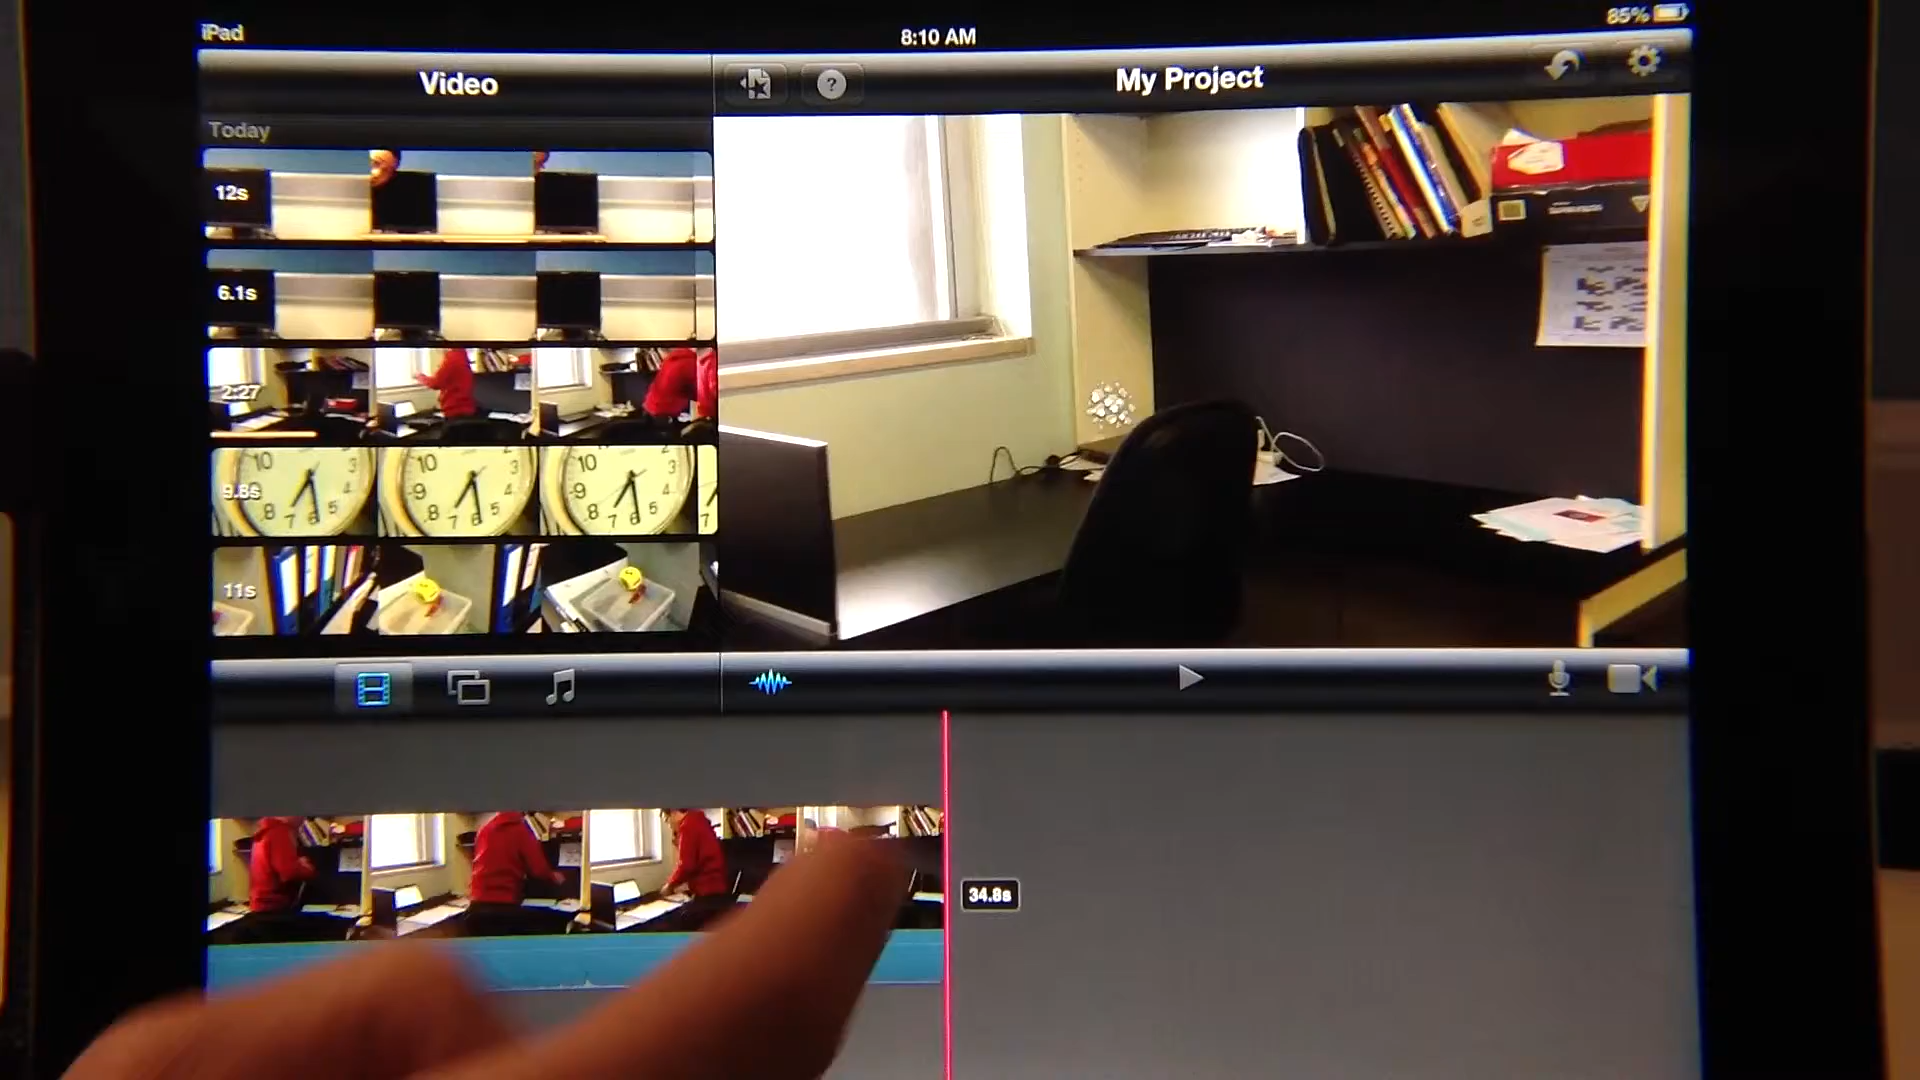 iPad
8:10 AM
85%
Video
?
My Project
Today
12s
6.1s
2:27
9.8s
11s
34.8s